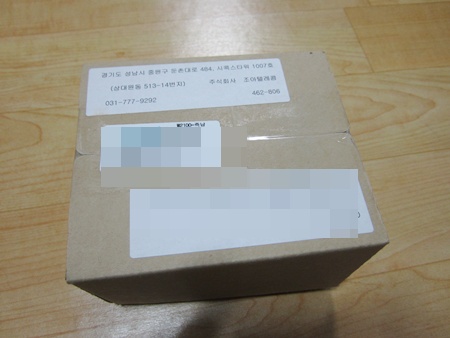 경기도 성남시 중원구 둔촌대로 484, 시콕스타워 1007호
(상대원동 513-14번지) 주식회사 조아텔레콤
031-777-9292 462-806